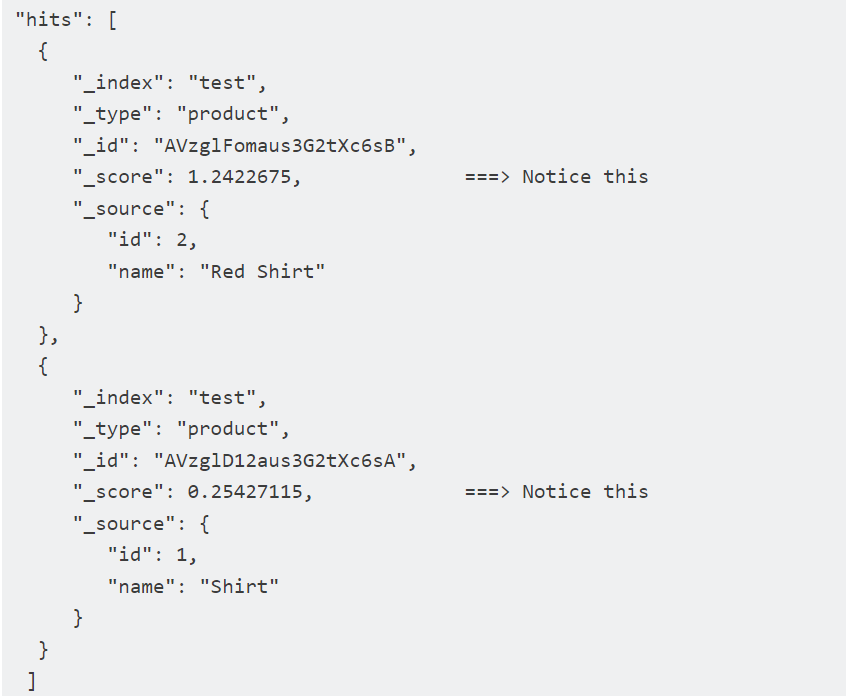 "hits": [
{
"_index": "test",
"_type": "product",
"_id": "AVzglFomaus3G2tXc6sB",
"_score": 1.2422675, ===> Notice this
"_source": {
"id": 2,
"name": "Red Shirt"
}
},
{
"_index": "test",
"_type": "product",
"_id": "AVzglD12aus3G2tXc6sA",
"_score": 0.25427115, ===> Notice this
"_source": {
"id": 1,
"name": "Shirt"
}
}
]